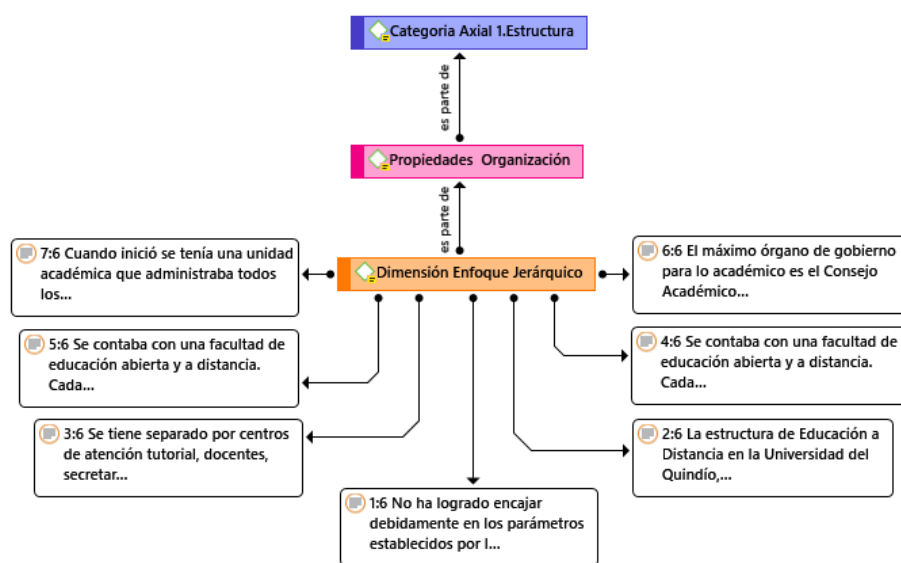 Categoria Axial 1.Estructura
es parte de
Propiedades Organización
es parte de
Dimensión Enfoque Jerárquico
7:6 Cuando inició se tenía una unidad
académica que administraba todos
los...
6:6 El máximo órgano de gobierno
para lo académico es el Consejo
Académico...
5:6 Se contaba con una facultad de
educación abierta y a distancia.
Cada...
4:6 Se contaba con una facultad de
educación abierta y a distancia.
Cada...
3:6 Se tiene separado por centros
de atención tutorial, docentes,
secretar...
2:6 La estructura de Educación a
Distancia en la Universidad del
Quindío,...
1:6 No ha logrado encajar
debidamente en los parámetros
establecidos por l...